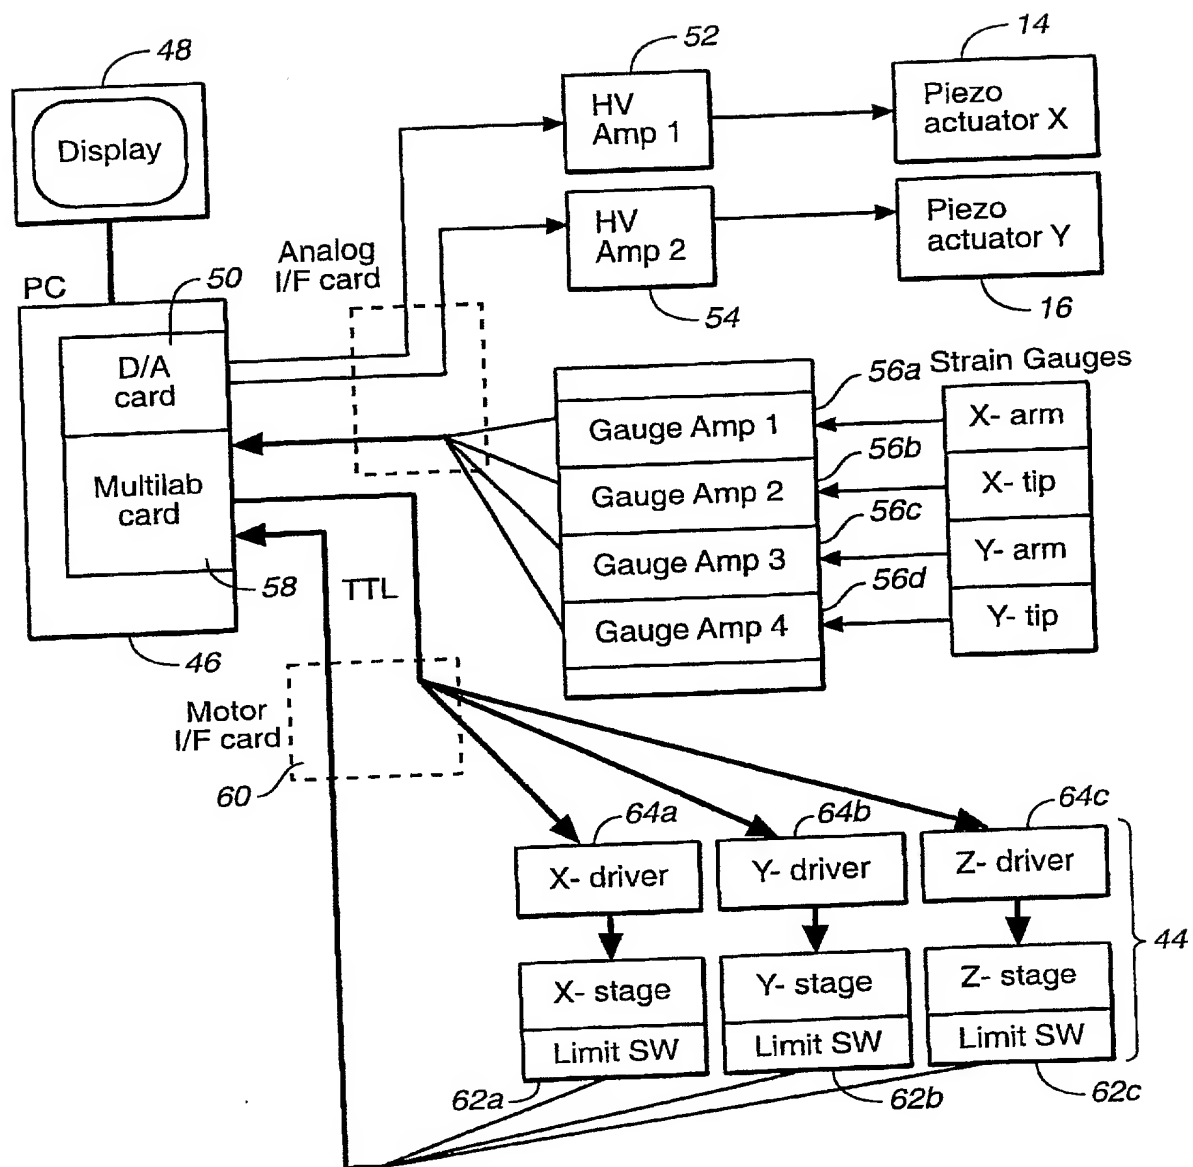 48
Display
52
HV
Amp 1
14
Piezo
actuator X
HV
Amp 2
54
Piezo
actuator Y
16
Analog
I/F card
PC
50
D/A
card
Multilab
card
58
46
TTL
Strain Gauges
56a
Gauge Amp 1
X- arm
56b
Gauge Amp 2
X- tip
56c
Gauge Amp 3
Y- arm
56d
Gauge Amp 4
Y- tip
Motor
I/F card
60
64a
64b
64c
X- driver
Y- driver
Z- driver
44
X- stage
Y- stage
Z- stage
Limit SW
Limit SW
Limit SW
62a
62b
62c